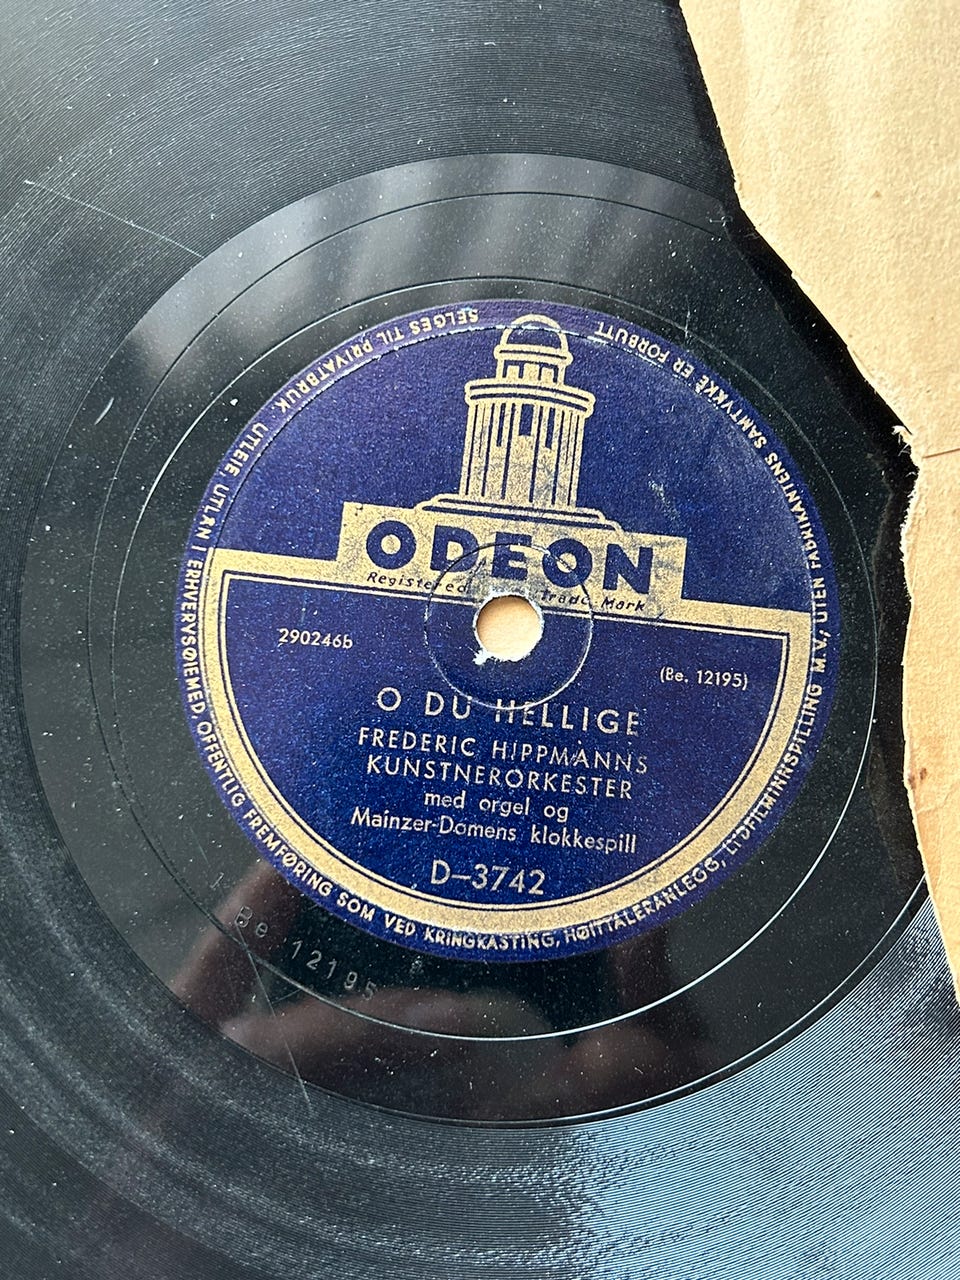 SELGES TIL PRIVATBRUK. UTLEIE, UTLÅN I ERHVERVSØIEMED, OFFENTLIG FREMFØRING SOM VED KRINGKASTING, HØITTALERANLEGG, LYDFILMINNSPILLING M.V., UTEN FABRIKANTENS SAMTYKKE ER FORBUTT
ODEON
Registered Trade Mark
290246b
(Be. 12195)
O DU HELLIGE
FREDERIC HIPPMANNS
KUNSTNERORKESTER
med orgel og
Mainzer-Domens klokkespill
D-3742
Be 12195